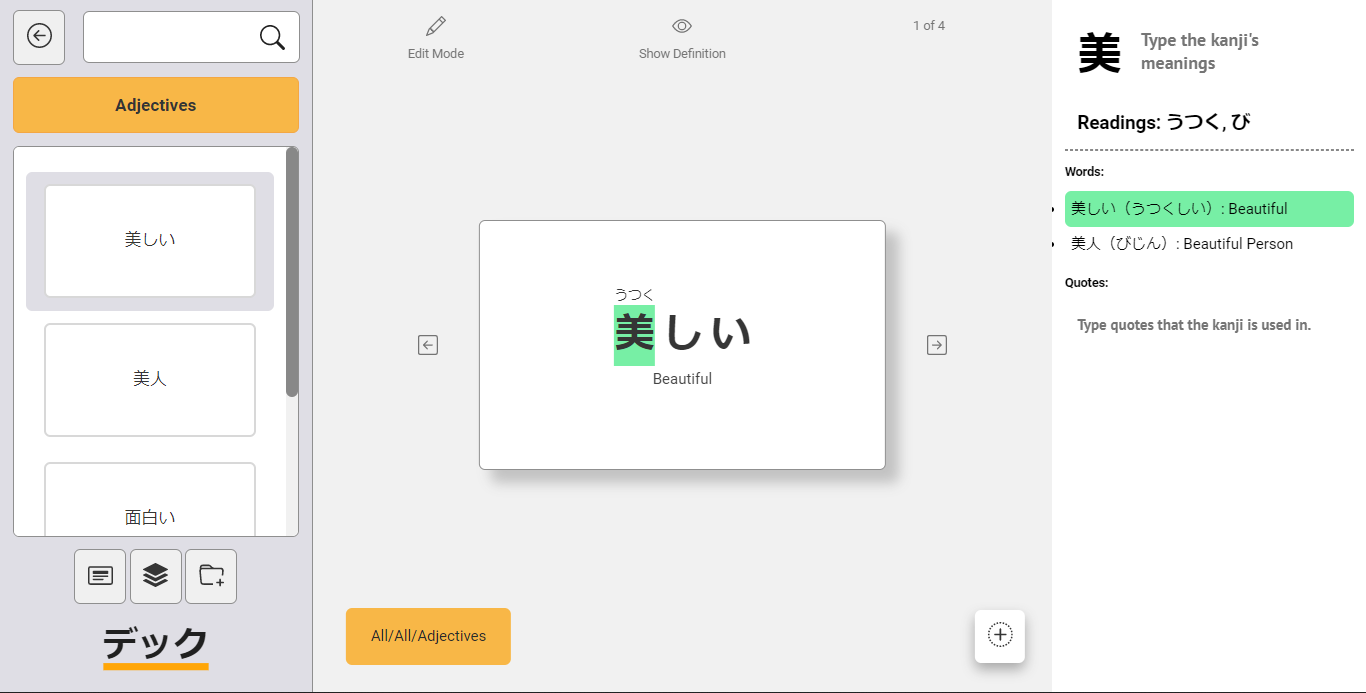 Adjectives
美しい
美人
面白い
デック
Edit Mode
Show Definition
1 of 4
うつく
美しい
Beautiful
All/All/Adjectives
美
Type the kanji's
meanings
Readings: うつく, び
Words:
美しい（うつくしい）: Beautiful
美人（びじん）: Beautiful Person
Quotes:
Type quotes that the kanji is used in.